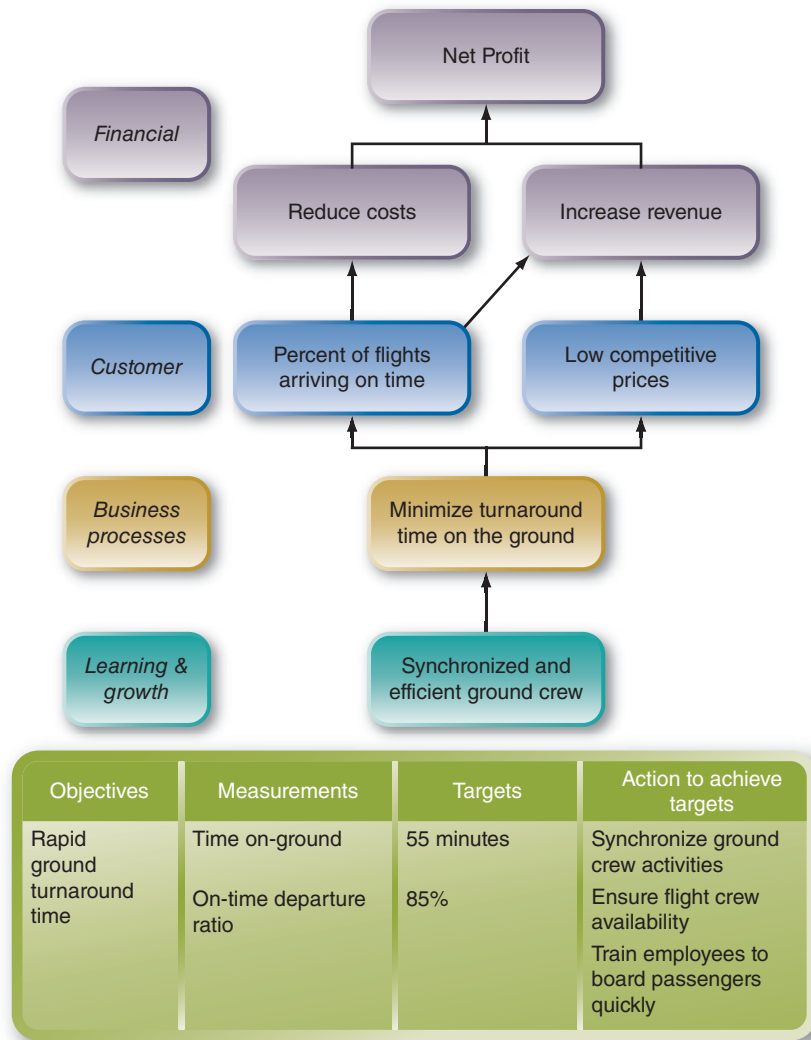 Net Profit
Financial
Reduce costs
Increase revenue
Customer
Percent of flights
arriving on time
Low competitive
prices
Business
processes
Minimize turnaround
time on the ground
Learning &
growth
Synchronized and
efficient ground crew
Objectives
Measurements
Targets
Action to achieve
targets
Rapid
ground
turnaround
time
Time on-ground
On-time departure
ratio
55 minutes
85%
Synchronize ground
crew activities
Ensure flight crew
availability
Train employees to
board passengers
quickly